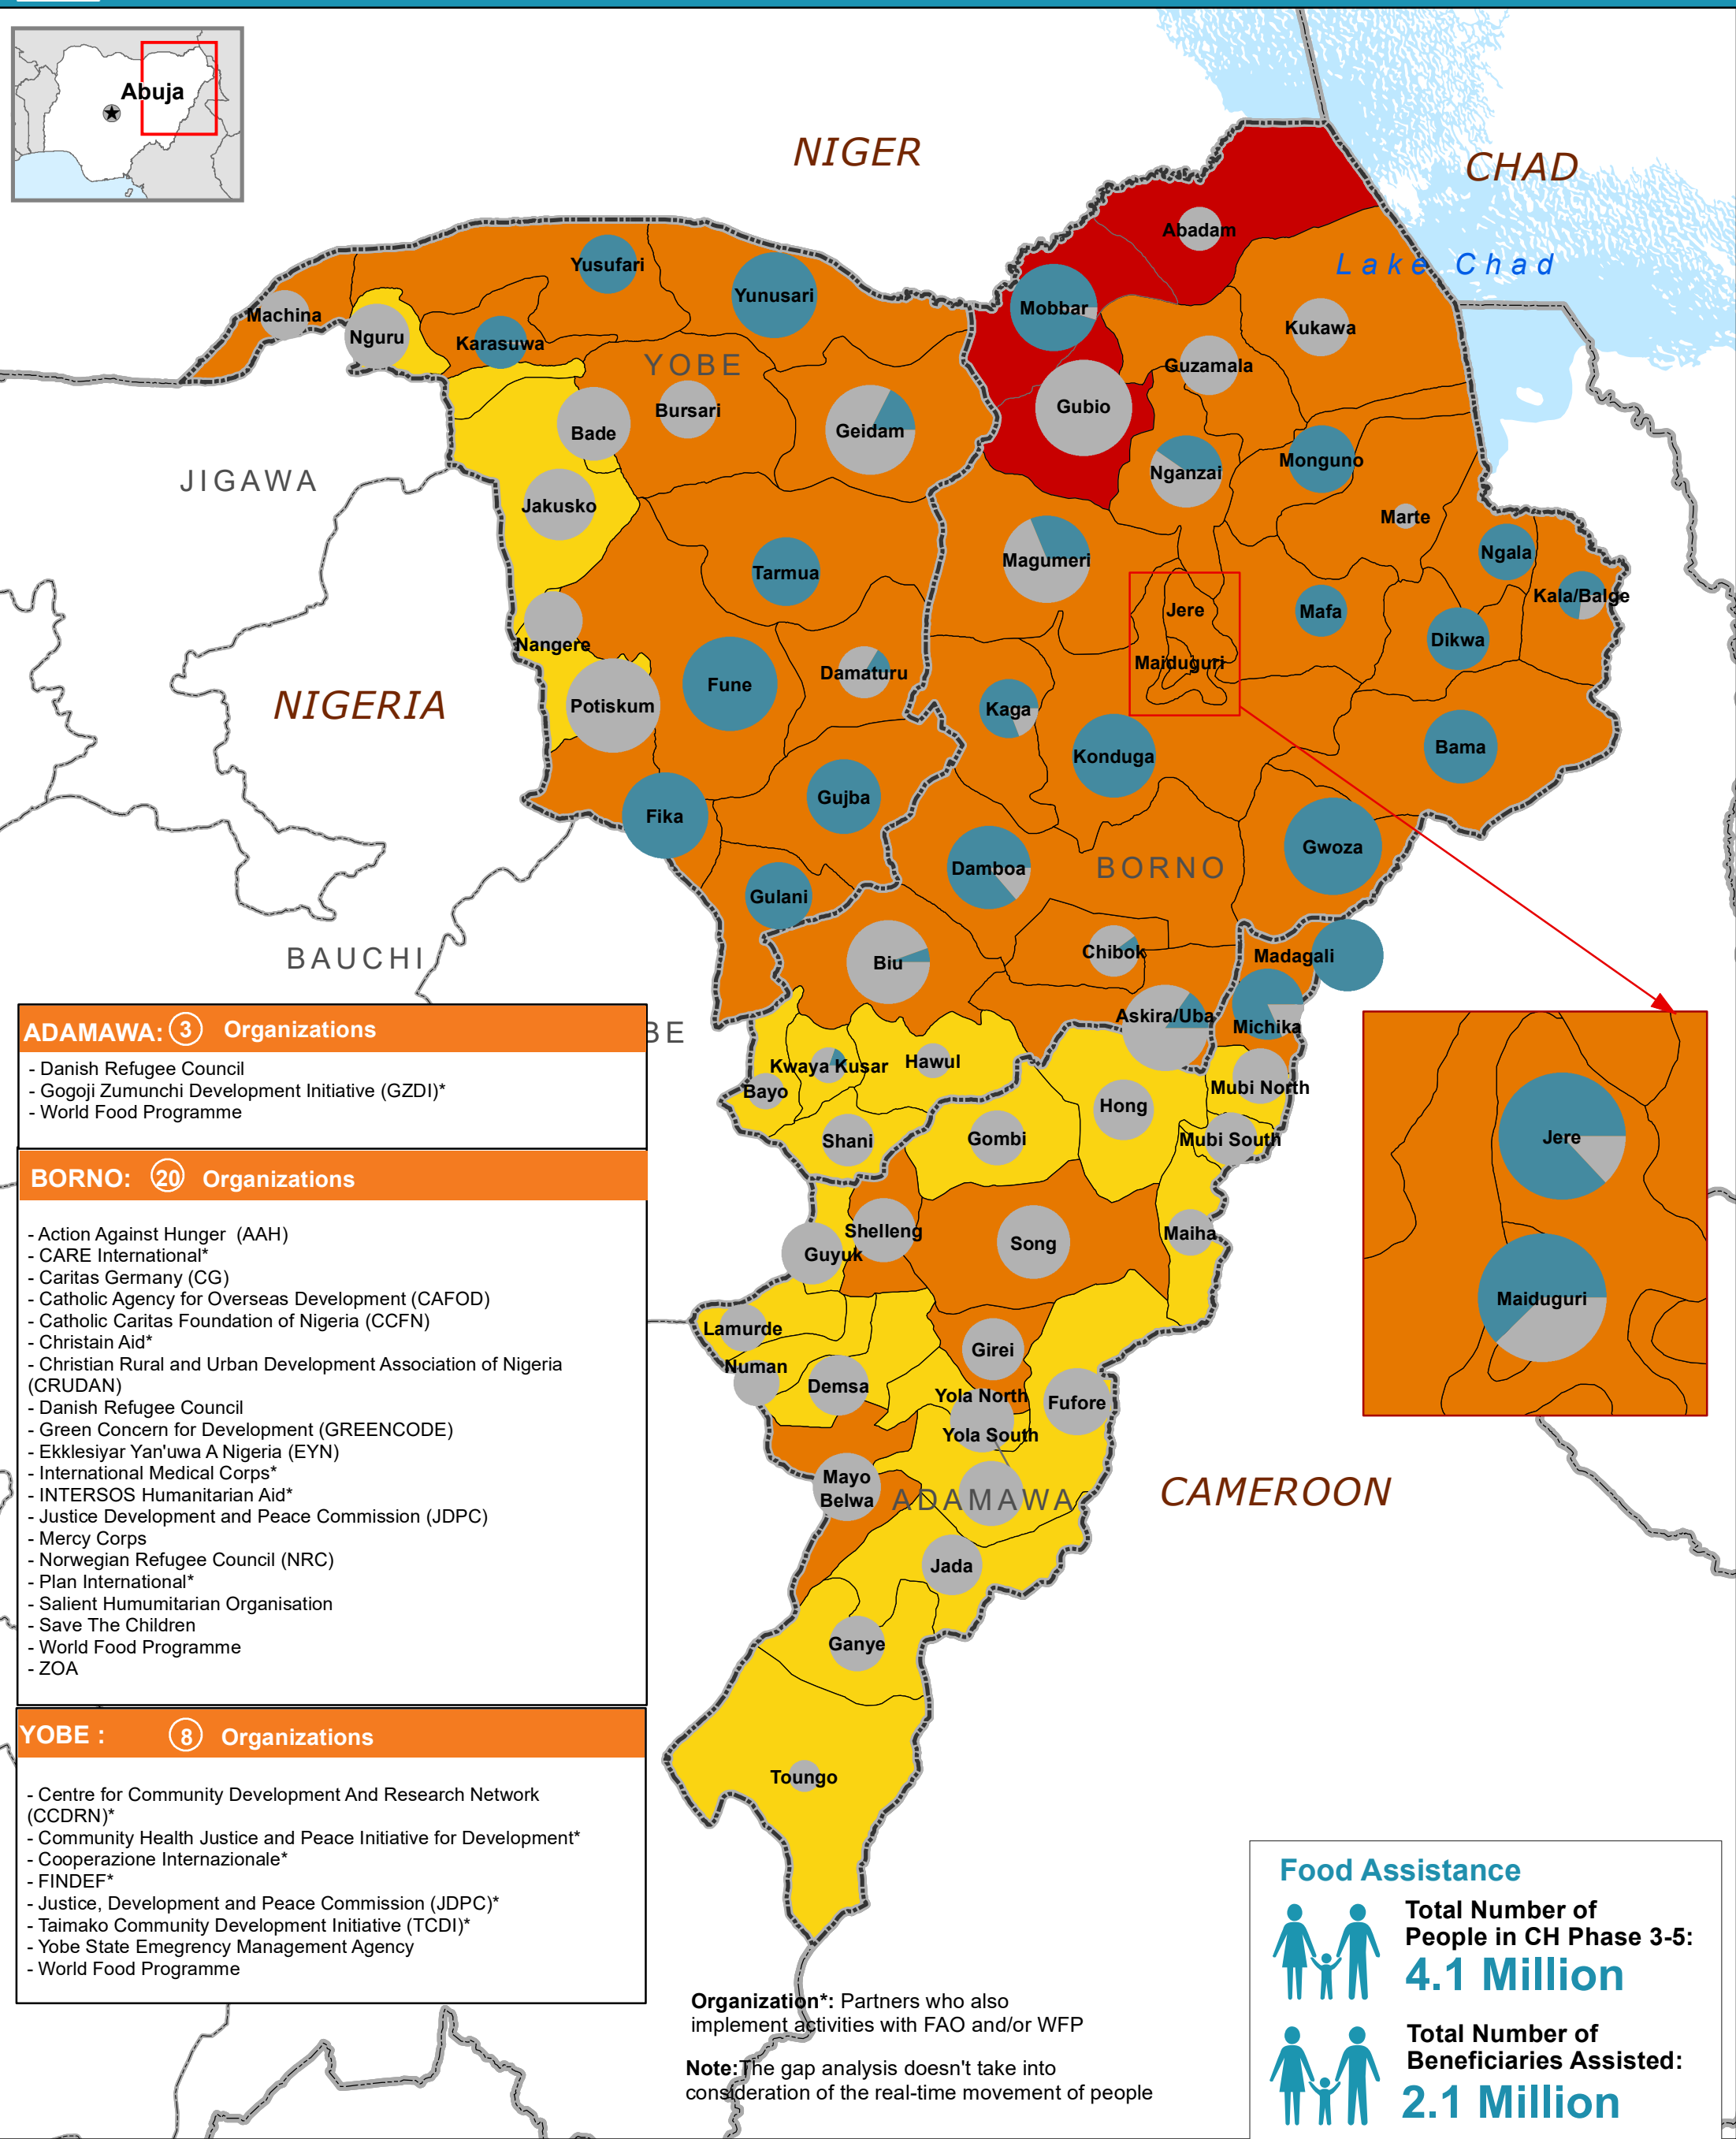 Abuja
NIGER
CHAD
Lake Chad
Abadam
Yusufari
Yunusari
Mobbar
Machina
Nguru
Karasuwa
Kukawa
YOBE
Guzamala
Bursari
Gubio
Bade
Geidam
Monguno
Nganzai
JIGAWA
Jakusko
Marte
Magumeri
Ngala
Tarmua
Kala/Balge
Jere
Mafa
Nangere
Dikwa
Maiduguri
Damaturu
Fune
NIGERIA
Potiskum
Kaga
Bama
Konduga
Gujba
Fika
Gwoza
Damboa
BORNO
Gulani
Chibok
Madagali
BAUCHI
Biu
Askira/Uba
Michika
BE
Kwaya Kusar
Hawul
Bayo
Mubi North
Hong
Shani
Gombi
Mubi South
Jere
Shelleng
Maiha
Guyuk
Song
Maiduguri
Lamurde
Girei
Numan
Demsa
Yola North
Fufore
Yola South
Mayo
Belwa
ADAMAWA
CAMEROON
Jada
Ganye
Toungo
ADAMAWA: 3 Organizations
- Danish Refugee Council
- Gogoji Zumunchi Development Initiative (GZDI)*
- World Food Programme
BORNO: 20 Organizations
- Action Against Hunger (AAH)
- CARE International*
- Caritas Germany (CG)
- Catholic Agency for Overseas Development (CAFOD)
- Catholic Caritas Foundation of Nigeria (CCFN)
- Christain Aid*
- Christian Rural and Urban Development Association of Nigeria
(CRUDAN)
- Danish Refugee Council
- Green Concern for Development (GREENCODE)
- Ekklesiyar Yan'uwa A Nigeria (EYN)
- International Medical Corps*
- INTERSOS Humanitarian Aid*
- Justice Development and Peace Commission (JDPC)
- Mercy Corps
- Norwegian Refugee Council (NRC)
- Plan International*
- Salient Humumitarian Organisation
- Save The Children
- World Food Programme
- ZOA
YOBE : 8 Organizations
- Centre for Community Development And Research Network
(CCDRN)*
- Community Health Justice and Peace Initiative for Development*
- Cooperazione Internazionale*
- FINDEF*
- Justice, Development and Peace Commission (JDPC)*
- Taimako Community Development Initiative (TCDI)*
- Yobe State Emegrency Management Agency
- World Food Programme
Organization*: Partners who also
implement activities with FAO and/or WFP
Note:The gap analysis doesn't take into
consideration of the real-time movement of people
Food Assistance
Total Number of
People in CH Phase 3-5:
4.1 Million
Total Number of
Beneficiaries Assisted:
2.1 Million